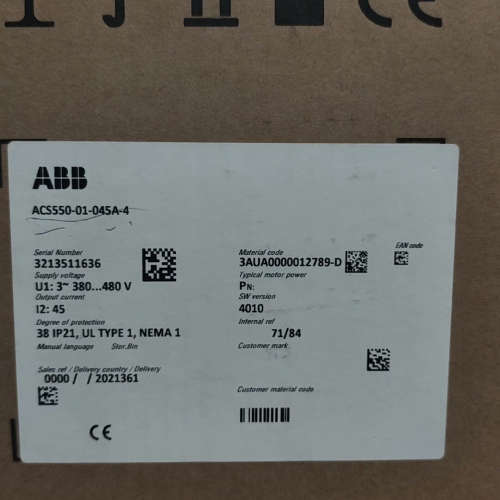 ABB
ACS550-01-045A-4
Serial Number
3213511636
Supply voltage
U1: 3~ 380...480 V
Output current
I2: 45
Degree of protection
38 IP21, UL TYPE 1, NEMA 1
Manual language Stor.Bin
Sales ref / Delivery country / Delivery
0000 / / 2021361
CE
Material code
3AUA0000012789-D
Typical motor power
PN:
SW version
4010
Internal ref
71/84
Customer mark
Customer material code
EAN code